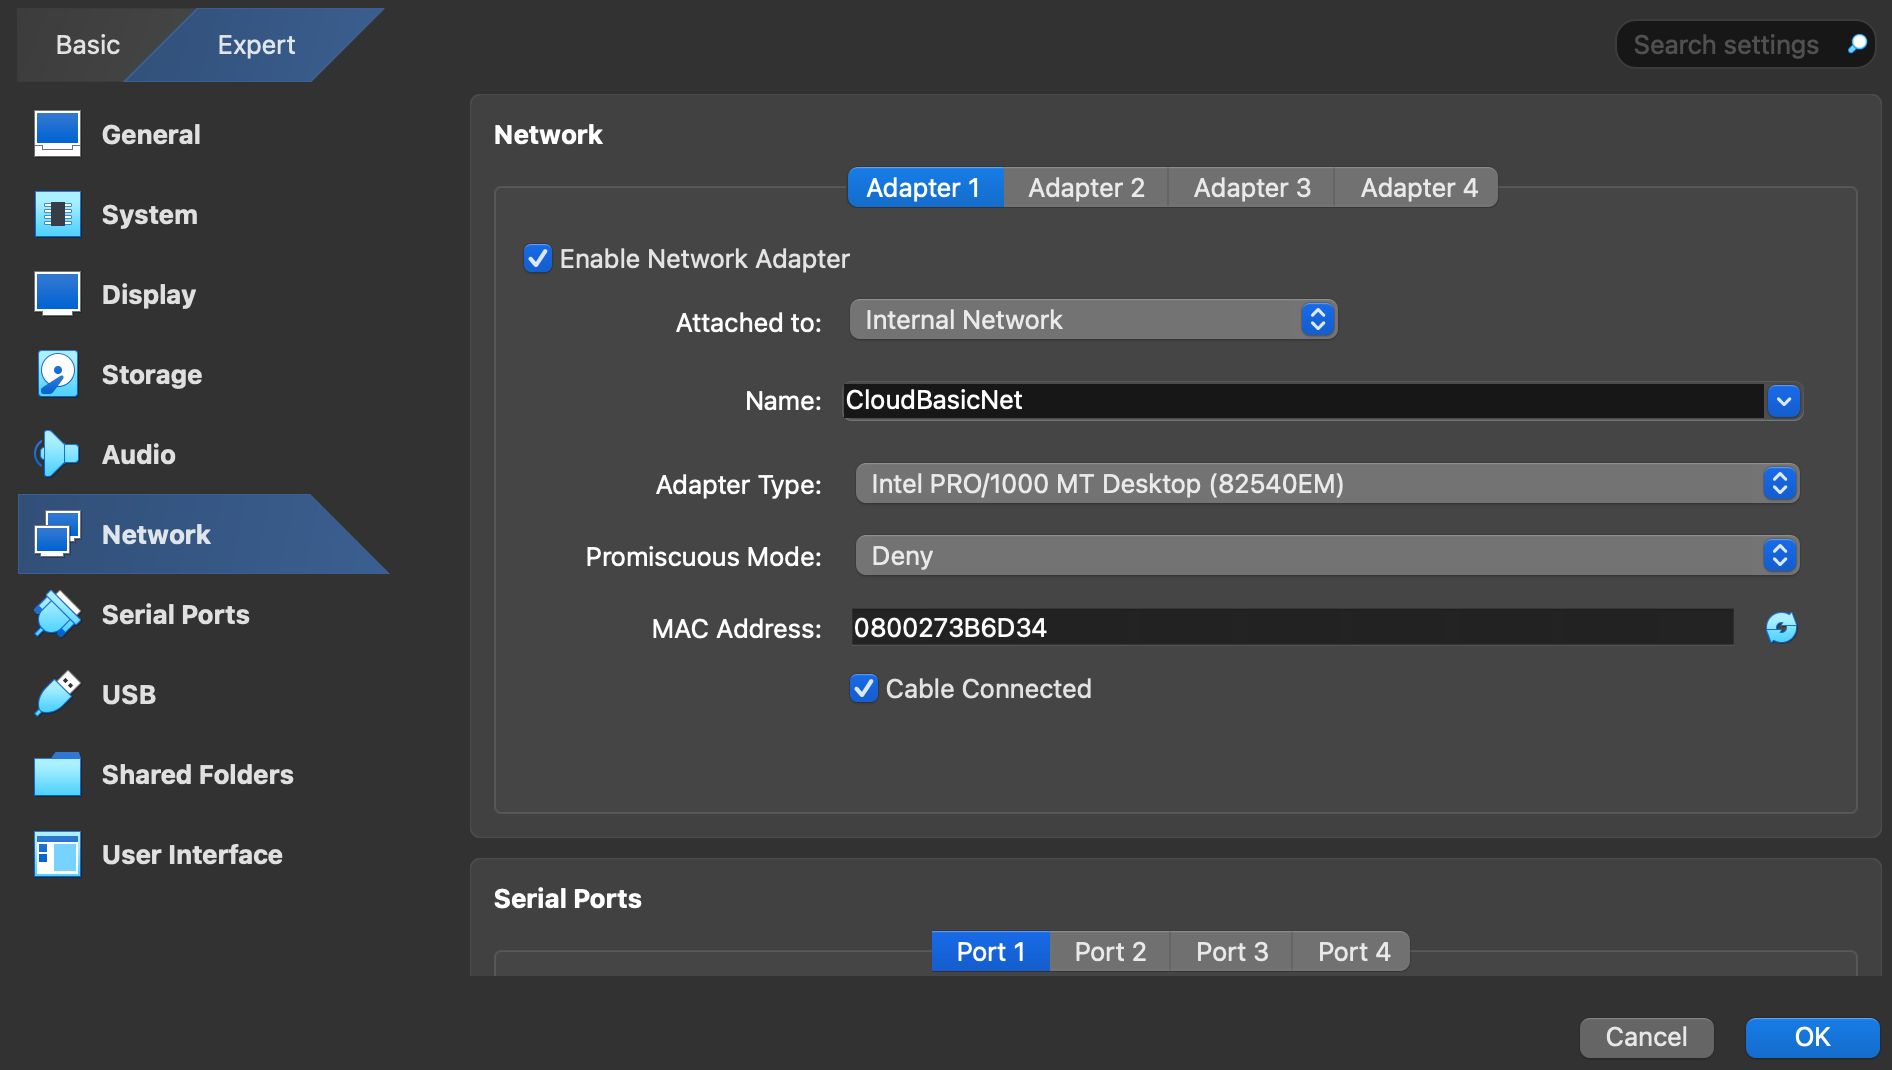 Basic
Expert
Search settings
General
System
Display
Storage
Audio
Network
Serial Ports
USB
Shared Folders
User Interface
Network
Adapter 1
Adapter 2
Adapter 3
Adapter 4
Enable Network Adapter
Attached to: Internal Network
Name: CloudBasicNet
Adapter Type: Intel PRO/1000 MT Desktop (82540EM)
Promiscuous Mode: Deny
MAC Address: 0800273B6D34
Cable Connected
Serial Ports
Port 1
Port 2
Port 3
Port 4
Cancel
OK